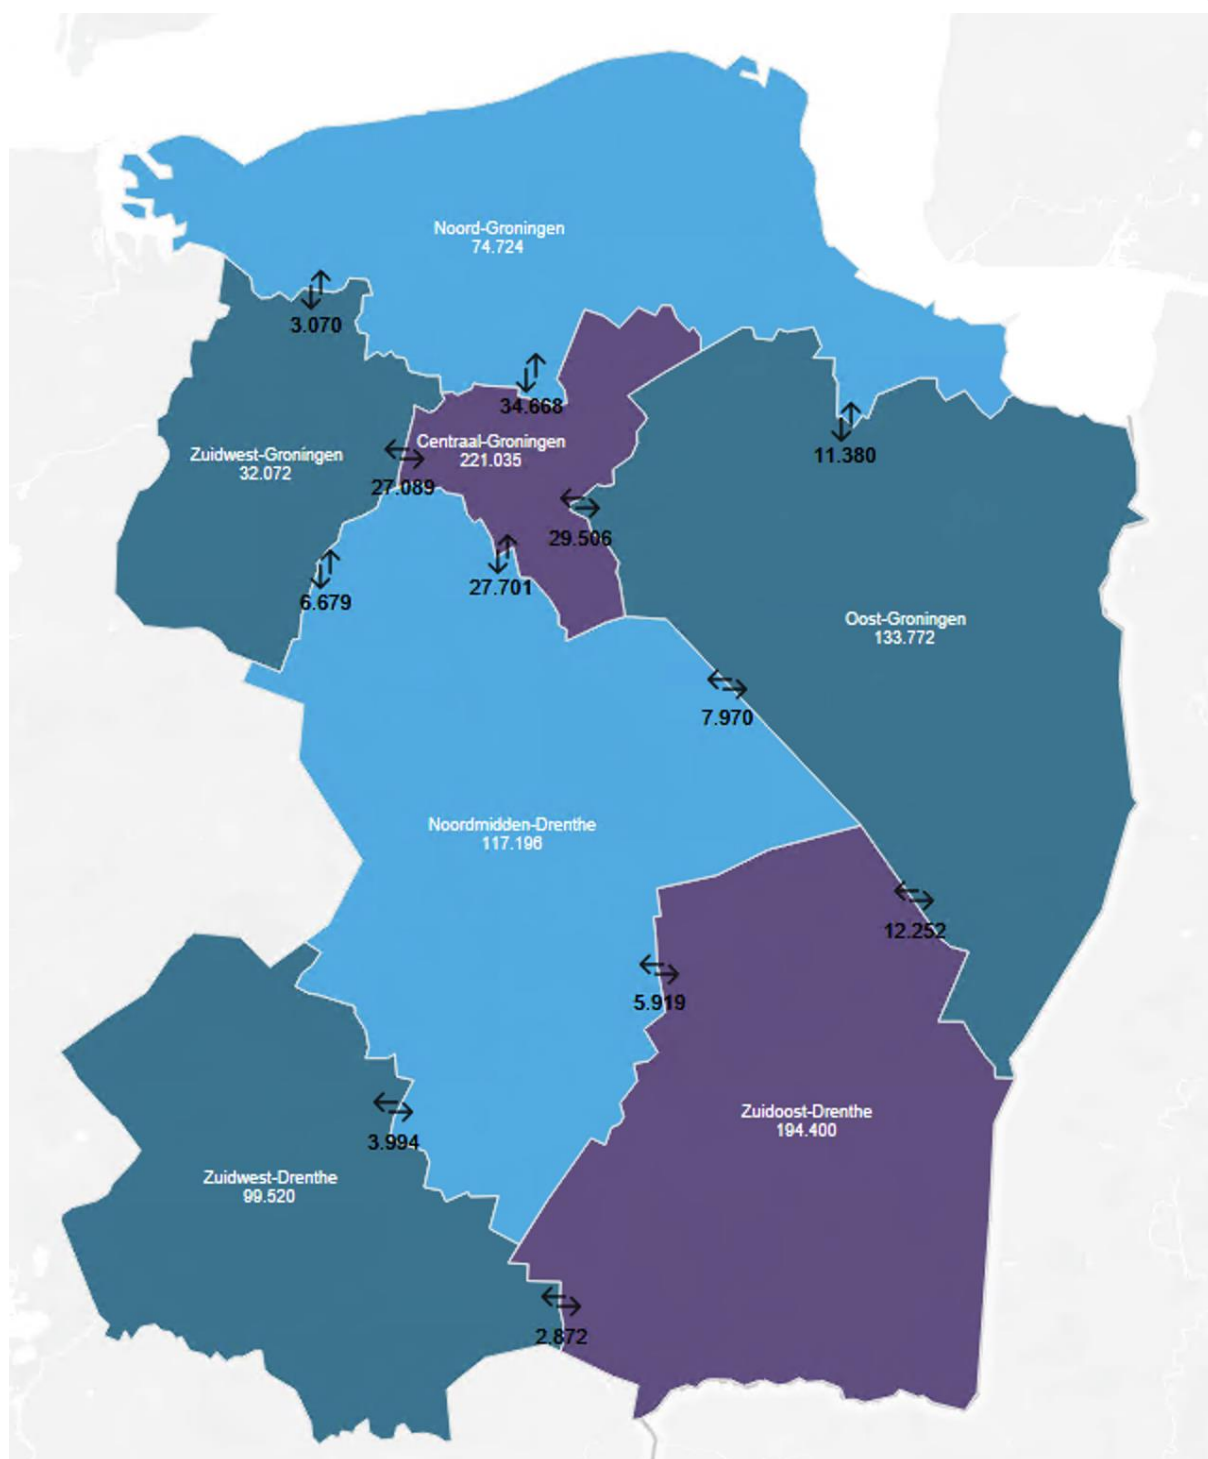 Noord-Groningen
74.724
3.070
34.668
Centraal-Groningen
221.035
Zuidwest-Groningen
32.072
11.380
27.089
29.506
27.701
6.679
Oost-Groningen
133.772
7.970
Noordmidden-Drenthe
117.196
12.252
5.919
Zuidoost-Drenthe
194.400
3.994
Zuidwest-Drenthe
99.520
2.872